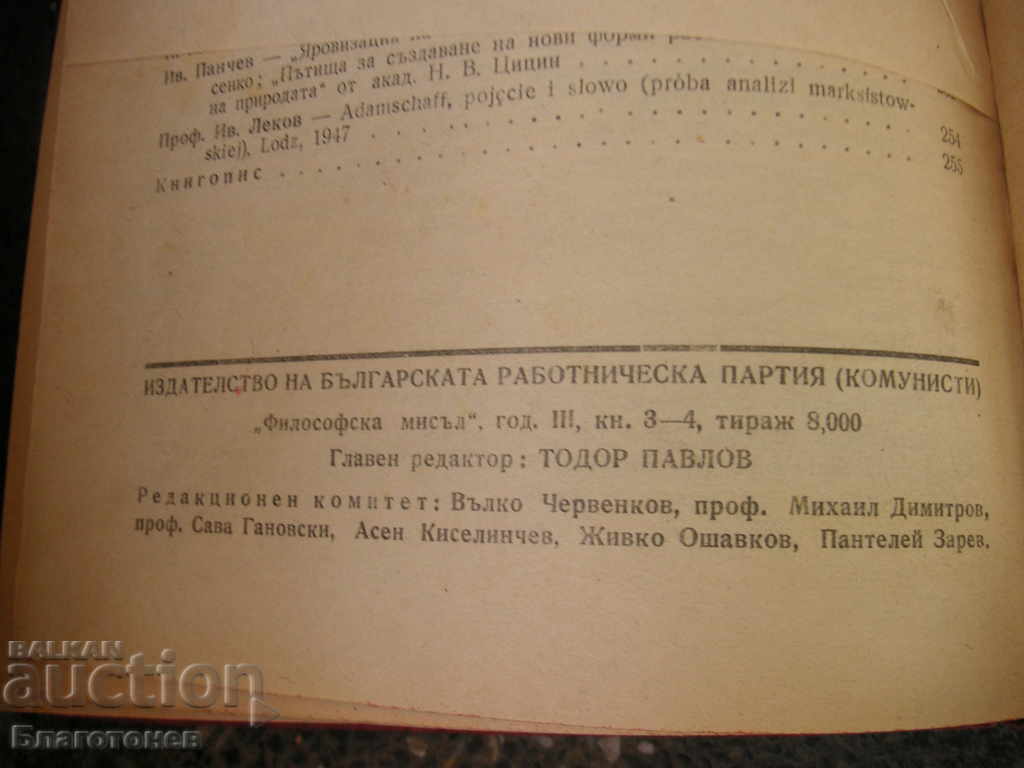 Ив. Панчев — „Яровизация
сенко; „Пътища за създаване на нови форми
на природата“ от акад. Н. В. Цицин . . . . . . . . .
Проф. Ив. Леков — Adamschaff, pojęcie i słowo (próba analizi marksistow-
skiej), Lodz, 1947 . . . . . . . . . . . . . . . . 254
Книгопис . . . . . . . . . . . . . . . . . . . . 255
ИЗДАТЕЛСТВО НА БЪЛГАРСКАТА РАБОТНИЧЕСКА ПАРТИЯ (КОМУНИСТИ)
„Философска мисъл“, год. III, кн. 3—4, тираж 8,000
Главен редактор: ТОДОР ПАВЛОВ
Редакционен комитет: Вълко Червенков, проф. Михаил Димитров,
проф. Сава Гановски, Асен Киселинчев, Живко Ошавков, Пантелей Зарев.
BALKAN
auction
Благотонев